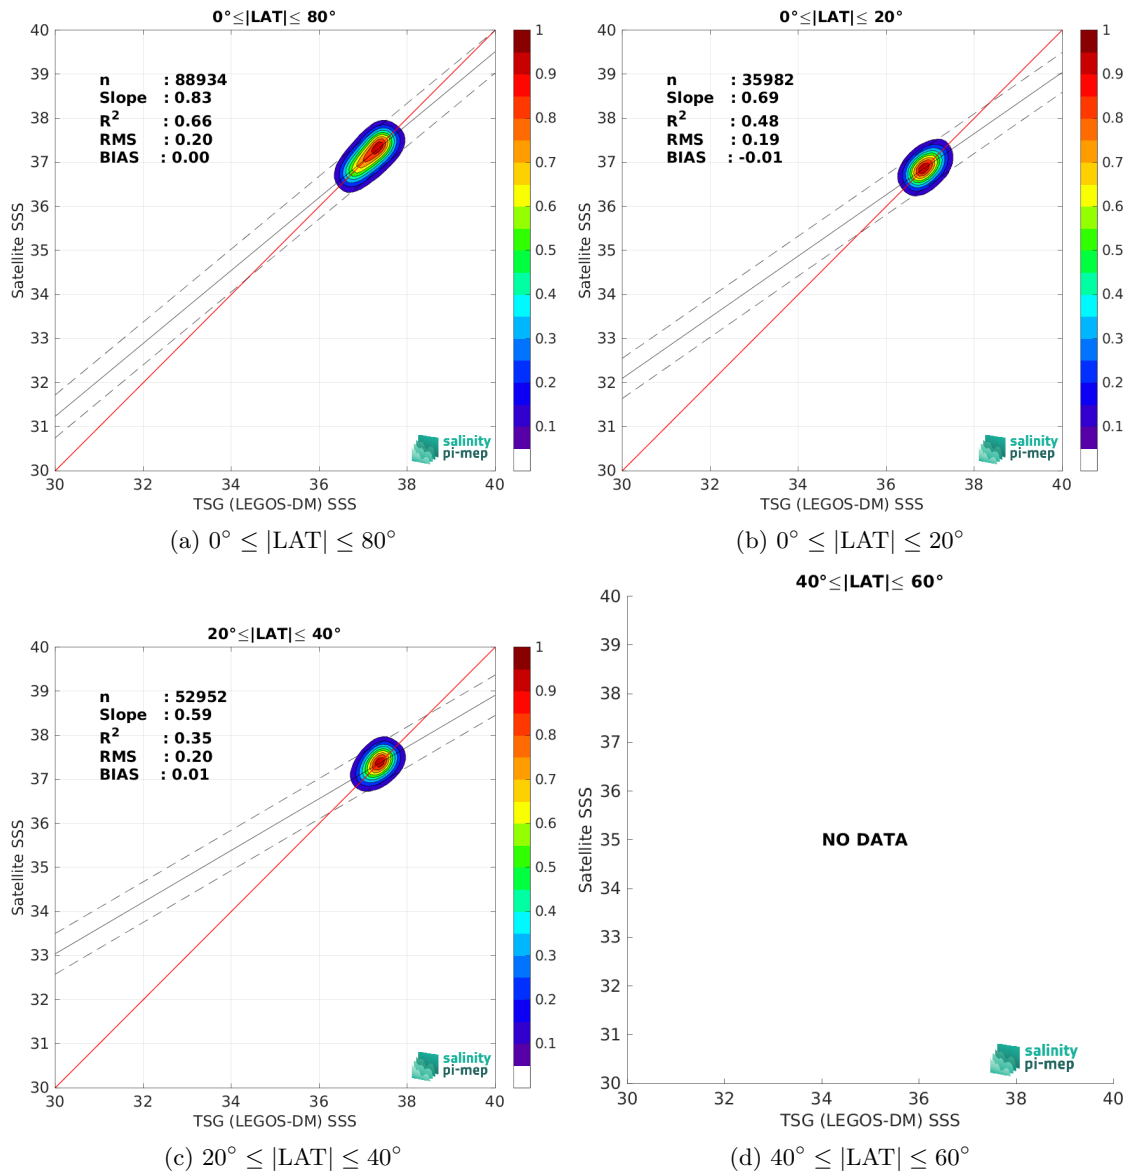 0°≤|LAT|≤ 80°
40
39
38
37
36
35
34
33
32
31
30
30
32
34
36
38
40
Satellite SSS
TSG (LEGOS-DM) SSS
n : 88934
Slope : 0.83
R2 : 0.66
RMS : 0.20
BIAS : 0.00
1
0.9
0.8
0.7
0.6
0.5
0.4
0.3
0.2
0.1
salinity
pi-mep
(a) 0° ≤ |LAT| ≤ 80°
0°≤|LAT|≤ 20°
40
39
38
37
36
35
34
33
32
31
30
30
32
34
36
38
40
Satellite SSS
TSG (LEGOS-DM) SSS
n : 35982
Slope : 0.69
R2 : 0.48
RMS : 0.19
BIAS : -0.01
1
0.9
0.8
0.7
0.6
0.5
0.4
0.3
0.2
0.1
salinity
pi-mep
(b) 0° ≤ |LAT| ≤ 20°
20°≤|LAT|≤ 40°
40
39
38
37
36
35
34
33
32
31
30
30
32
34
36
38
40
Satellite SSS
TSG (LEGOS-DM) SSS
n : 52952
Slope : 0.59
R2 : 0.35
RMS : 0.20
BIAS : 0.01
1
0.9
0.8
0.7
0.6
0.5
0.4
0.3
0.2
0.1
salinity
pi-mep
(c) 20° ≤ |LAT| ≤ 40°
40°≤|LAT|≤ 60°
40
39
38
37
36
35
34
33
32
31
30
30
32
34
36
38
40
Satellite SSS
TSG (LEGOS-DM) SSS
NO DATA
salinity
pi-mep
(d) 40° ≤ |LAT| ≤ 60°